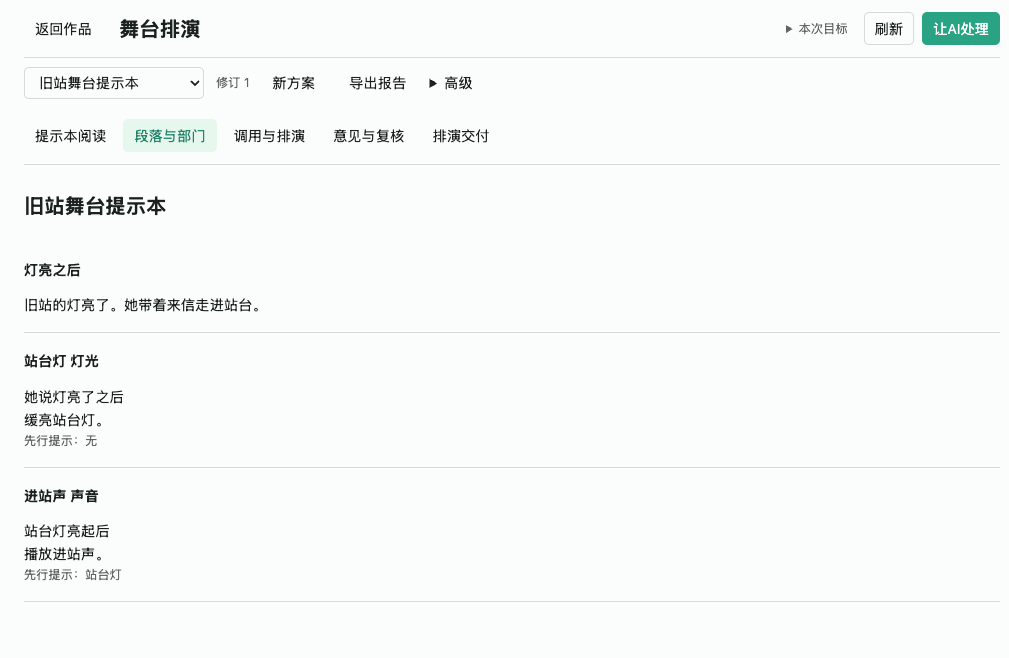 返回作品 舞台排演 ▶ 本次目标 刷新 让AI处理
旧站舞台提示本 修订 1 新方案 导出报告 ▶ 高级
提示本阅读 段落与部门 调用与排演 意见与复核 排演交付
旧站舞台提示本
灯亮之后
旧站的灯亮了。她带着来信走进站台。
站台灯 灯光
她说灯亮了之后
缓亮站台灯。
先行提示：无
进站声 声音
站台灯亮起后
播放进站声。
先行提示：站台灯